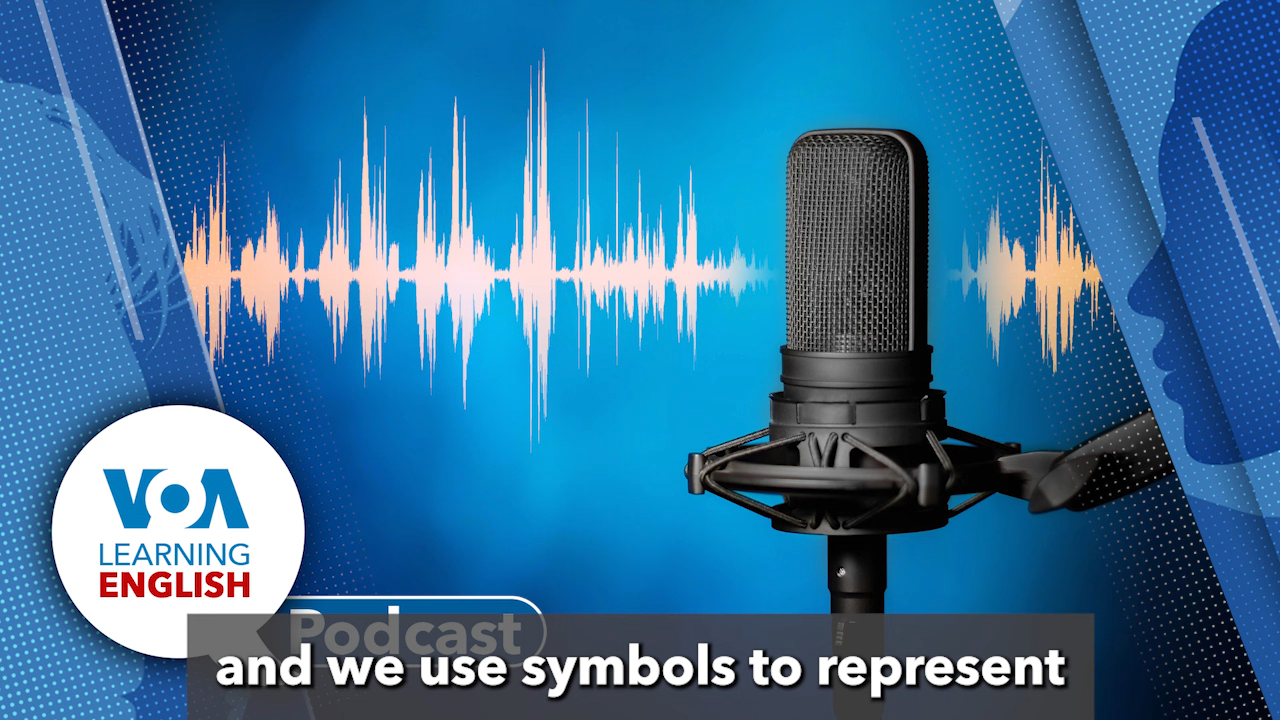 VOA
LEARNING
ENGLISH
Podcast
and we use symbols to represent